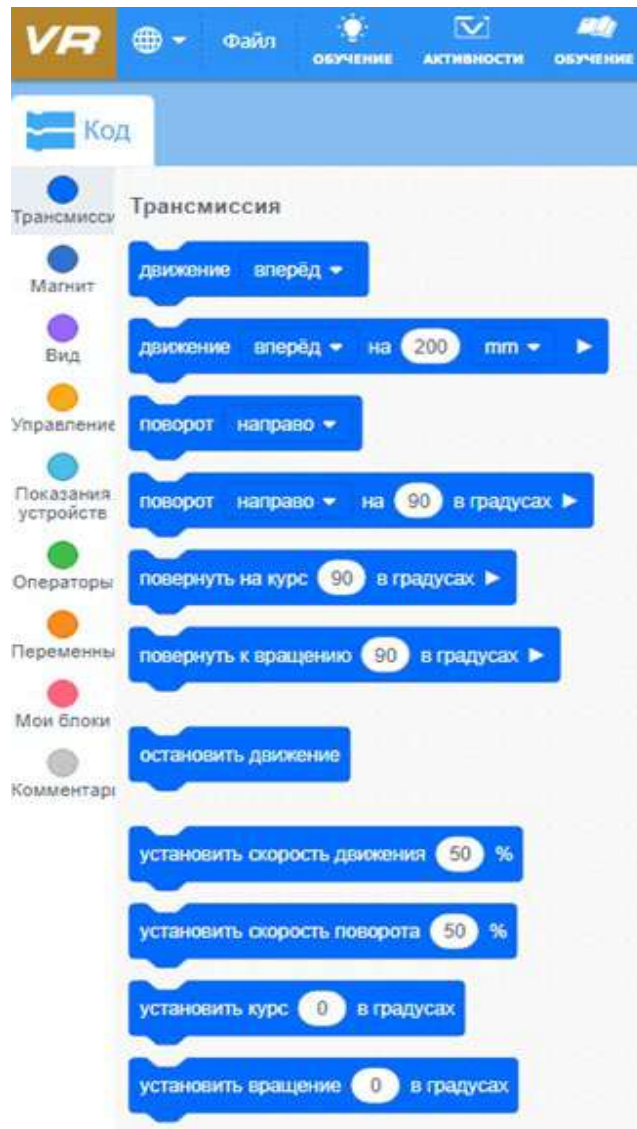 VR
Файл
ОБУЧЕНИЕ
АКТИВНОСТИ
ОБУЧЕНИЕ
Код
Трансмисси
Магнит
Вид
Управление
Показания
устройств
Операторы
Переменны
Мои блоки
Комментари
Трансмиссия
движение вперёд
движение вперёд на 200 mm
поворот направо
поворот направо на 90 в градусах
повернуть на курс 90 в градусах
повернуть к вращению 90 в градусах
остановить движение
установить скорость движения 50 %
установить скорость поворота 50 %
установить курс 0 в градусах
установить вращение 0 в градусах